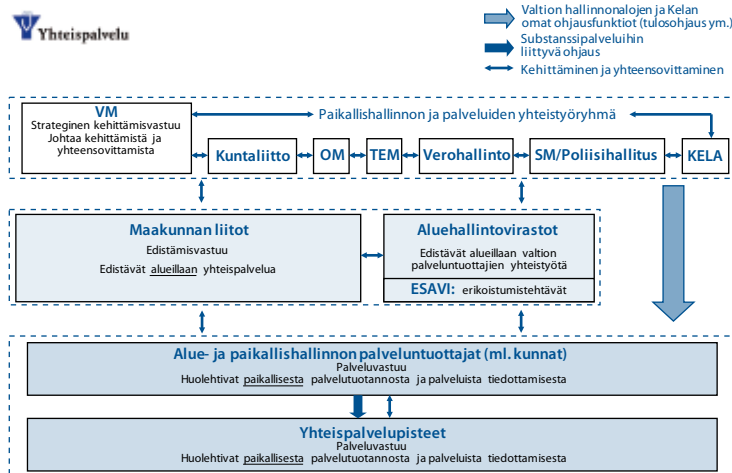 Yhteispalvelu
Valtion hallinnonalojen ja Kelan
omat ohjausfunktiot (tulosohjaus ym.)
Substanssipalveluihin
liittyvä ohjaus
Kehittäminen ja yhteensovittaminen
VM
Strateginen kehittämisvastuu
Johtaa kehittämistä ja
yhteensovittamista
Paikallishallinnon ja palveluiden yhteistyöryhmä
Kuntaliitto
OM
TEM
Verohallinto
SM/Poliisihallitus
KELA
Maakunnan liitot
Edistämisvastuu
Edistävät alueillaan yhteispalvelua
Aluehallintovirastot
Edistävät alueillaan valtion
palveluntuottajien yhteistyötä
ESAVI: erikoistumistehtävät
Alue- ja paikallishallinnon palveluntuottajat (ml. kunnat)
Palveluvastuu
Huolehtivat paikallisesta palvelutuotannosta ja palveluista tiedottamisesta
Yhteispalvelupisteet
Palveluvastuu
Huolehtivat paikallisesta palvelutuotannosta ja palveluista tiedottamisesta